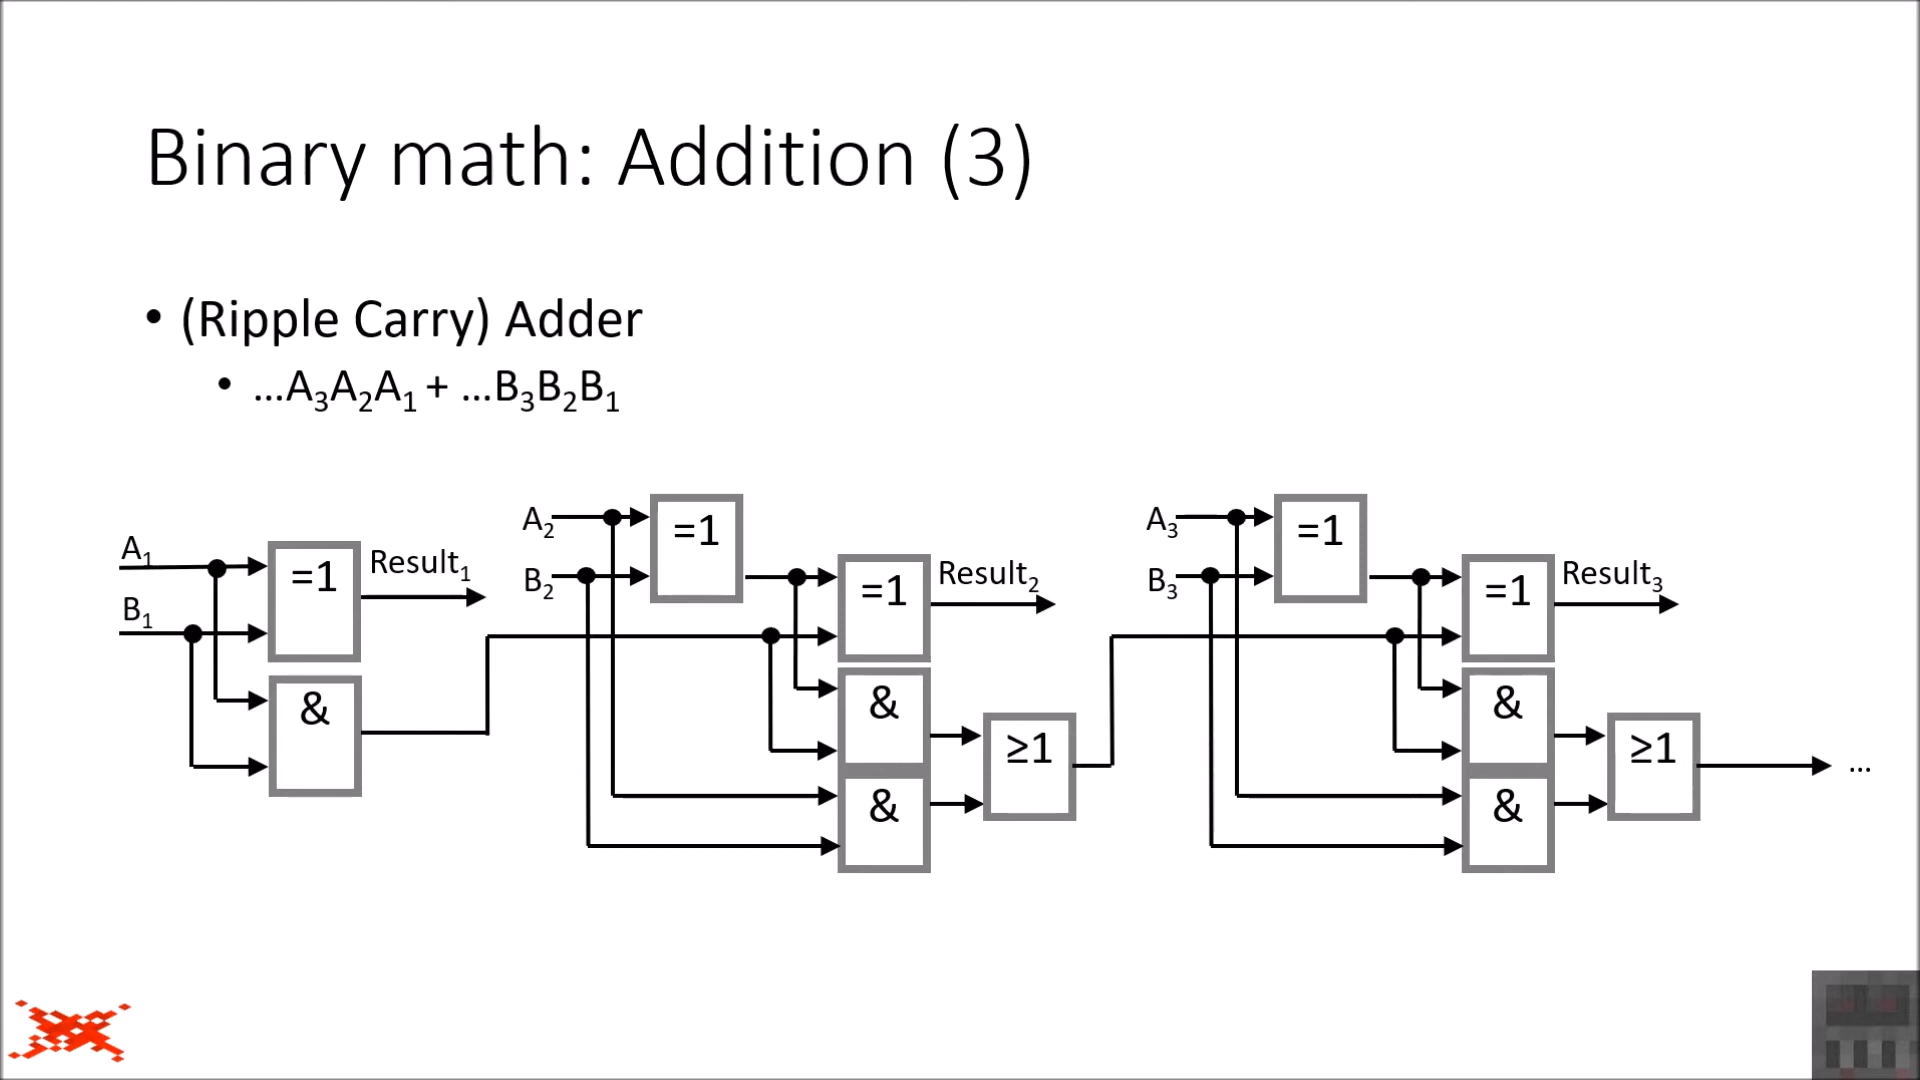 Binary math: Addition (3)
• (Ripple Carry) Adder
• …A₃A₂A₁ + …B₃B₂B₁
A₁
B₁
=1
Result₁
&
A₂
B₂
=1
=1
Result₂
&
&
≥1
A₃
B₃
=1
=1
Result₃
&
&
≥1
…